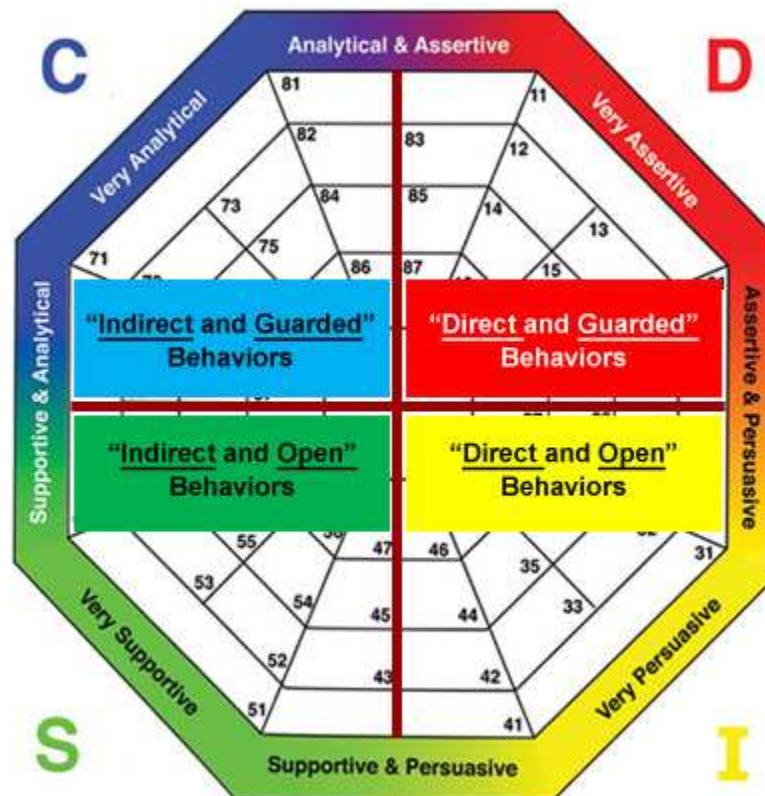 C
Analytical & Assertive
D
Very Analytical
Very Assertive
81
11
82
83
12
73
84
85
14
13
75
15
71
86
87
“Indirect and Guarded”
Behaviors
“Direct and Guarded”
Behaviors
Supportive & Analytical
Assertive & Persuasive
“Indirect and Open”
Behaviors
“Direct and Open”
Behaviors
55
47
46
35
31
53
54
45
44
33
52
43
42
51
41
Very Supportive
Very Persuasive
S
Supportive & Persuasive
I